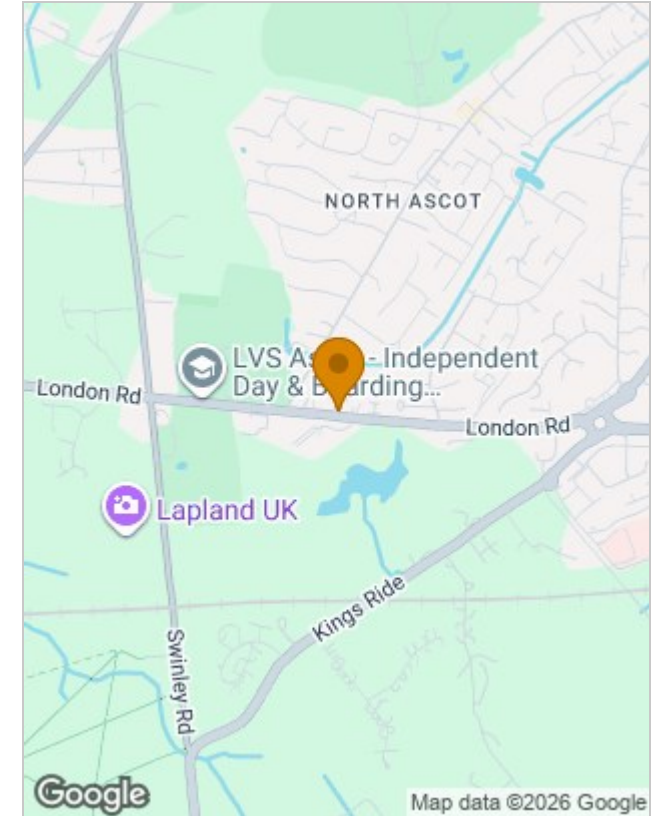 NORTH ASCOT
LVS As - Independent
Day & B arding...
London Rd
London Rd
Lapland UK
Kings Ride
Swinley Rd
Google
Map data ©2026 Google